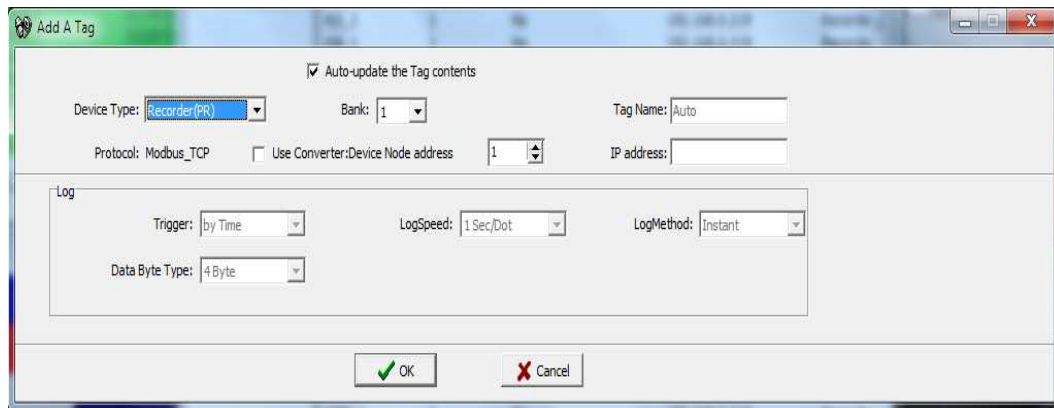 Add A Tag
Auto-update the Tag contents
Device Type: Recorder(PR) Bank: 1 Tag Name: Auto
Protocol: Modbus_TCP Use Converter:Device Node address 1 IP address:
Log
Trigger: by Time LogSpeed: 1 Sec/Dot LogMethod: Instant
Data Byte Type: 4 Byte
OK Cancel